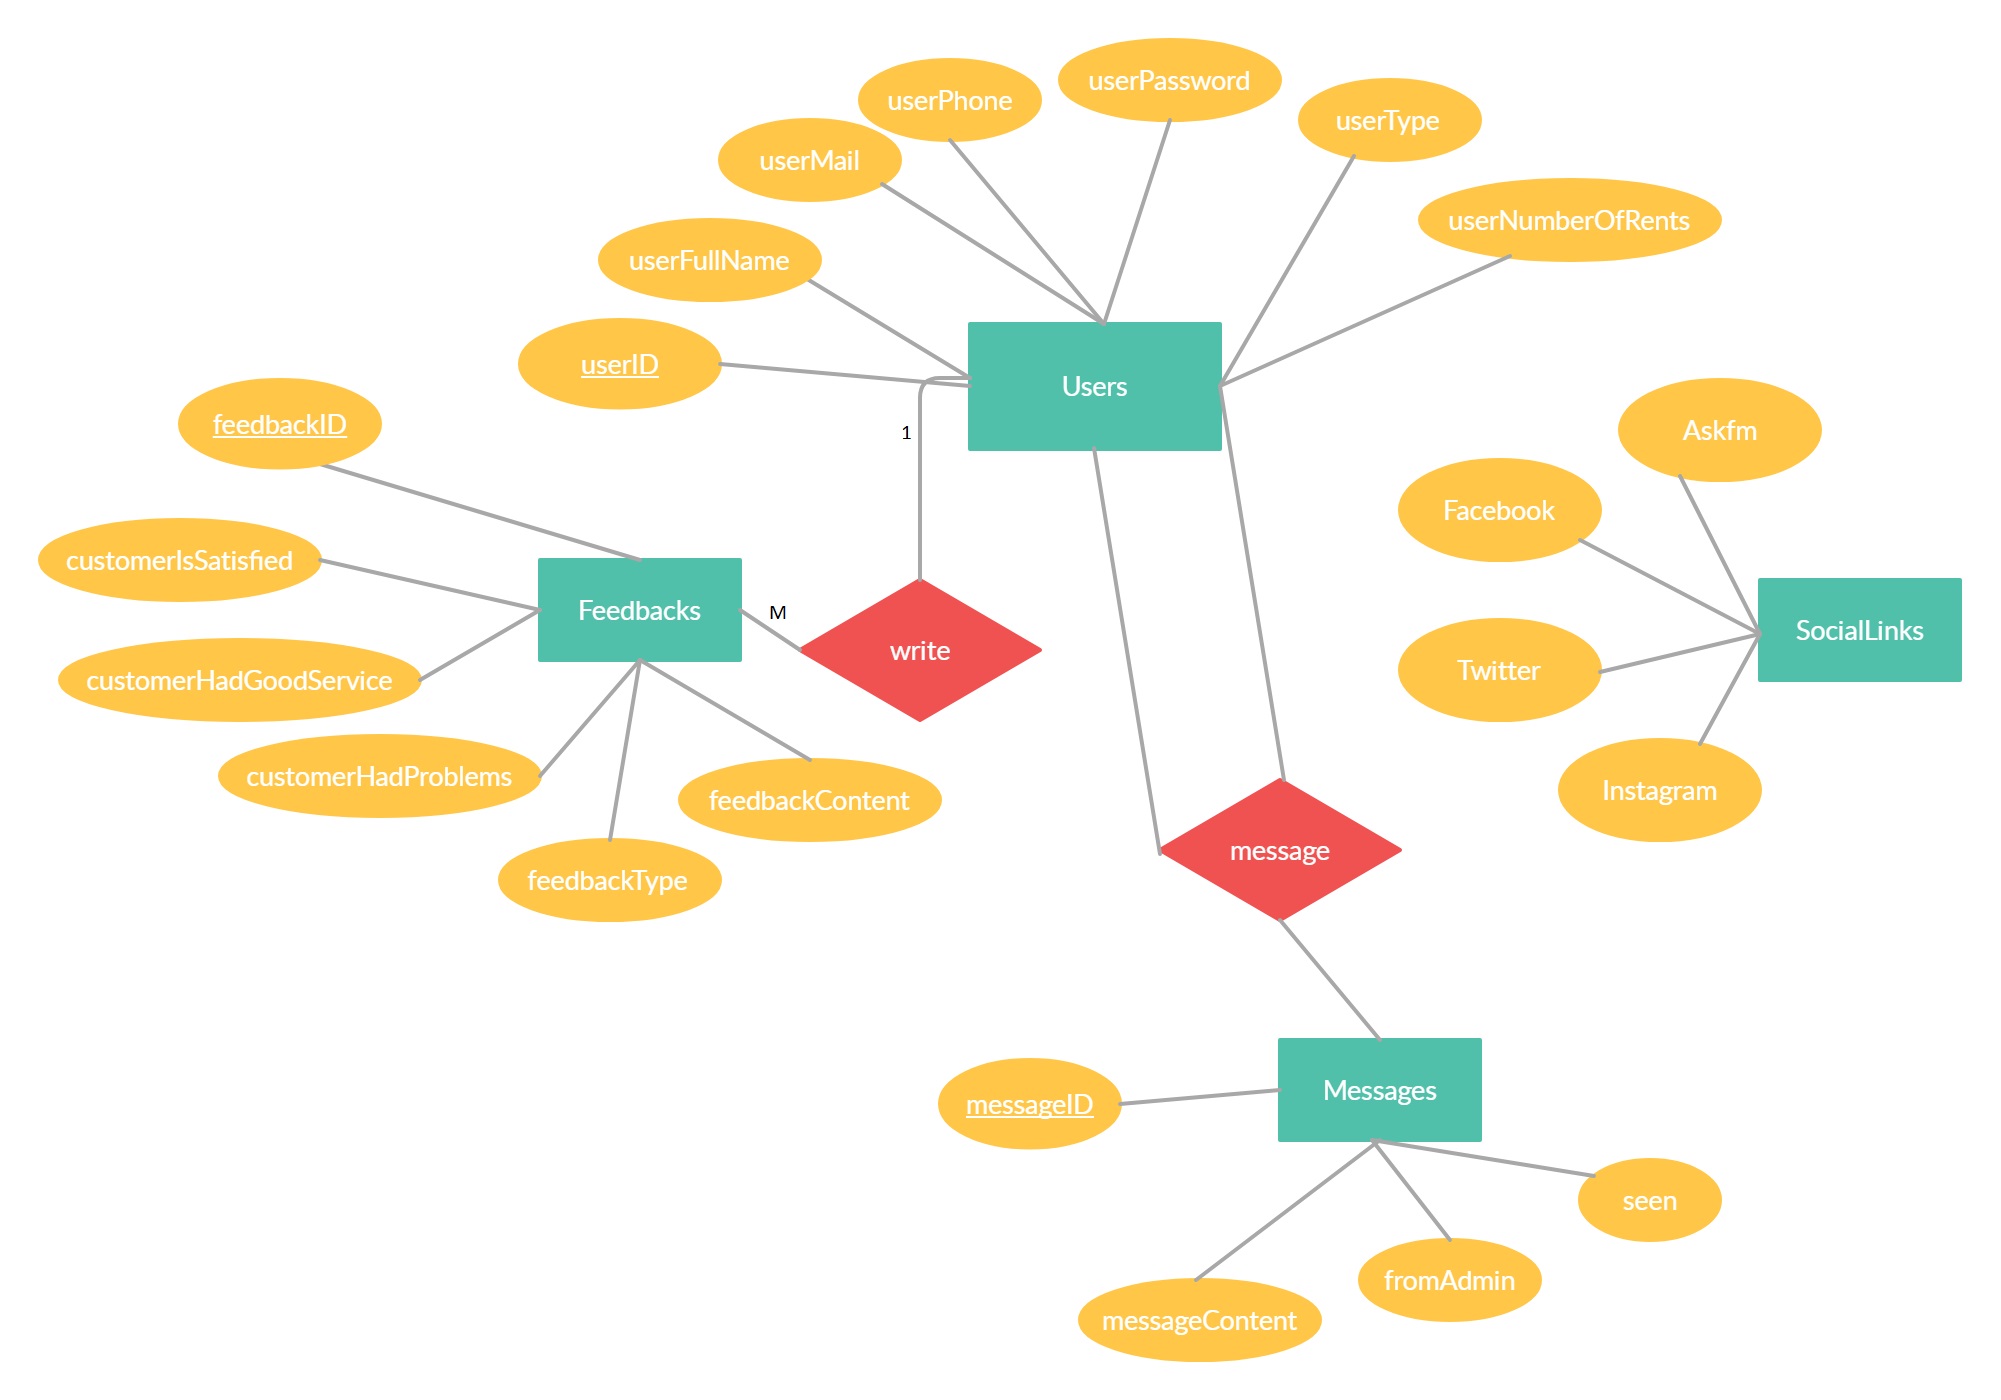 userPassword
userPhone
userType
userMail
userNumberOfRents
userFullName
userID
Users
feedbackID
1
Askfm
Facebook
customerIsSatisfied
Feedbacks
M
write
SocialLinks
Twitter
customerHadGoodService
customerHadProblems
feedbackContent
Instagram
feedbackType
message
Messages
messageID
seen
fromAdmin
messageContent